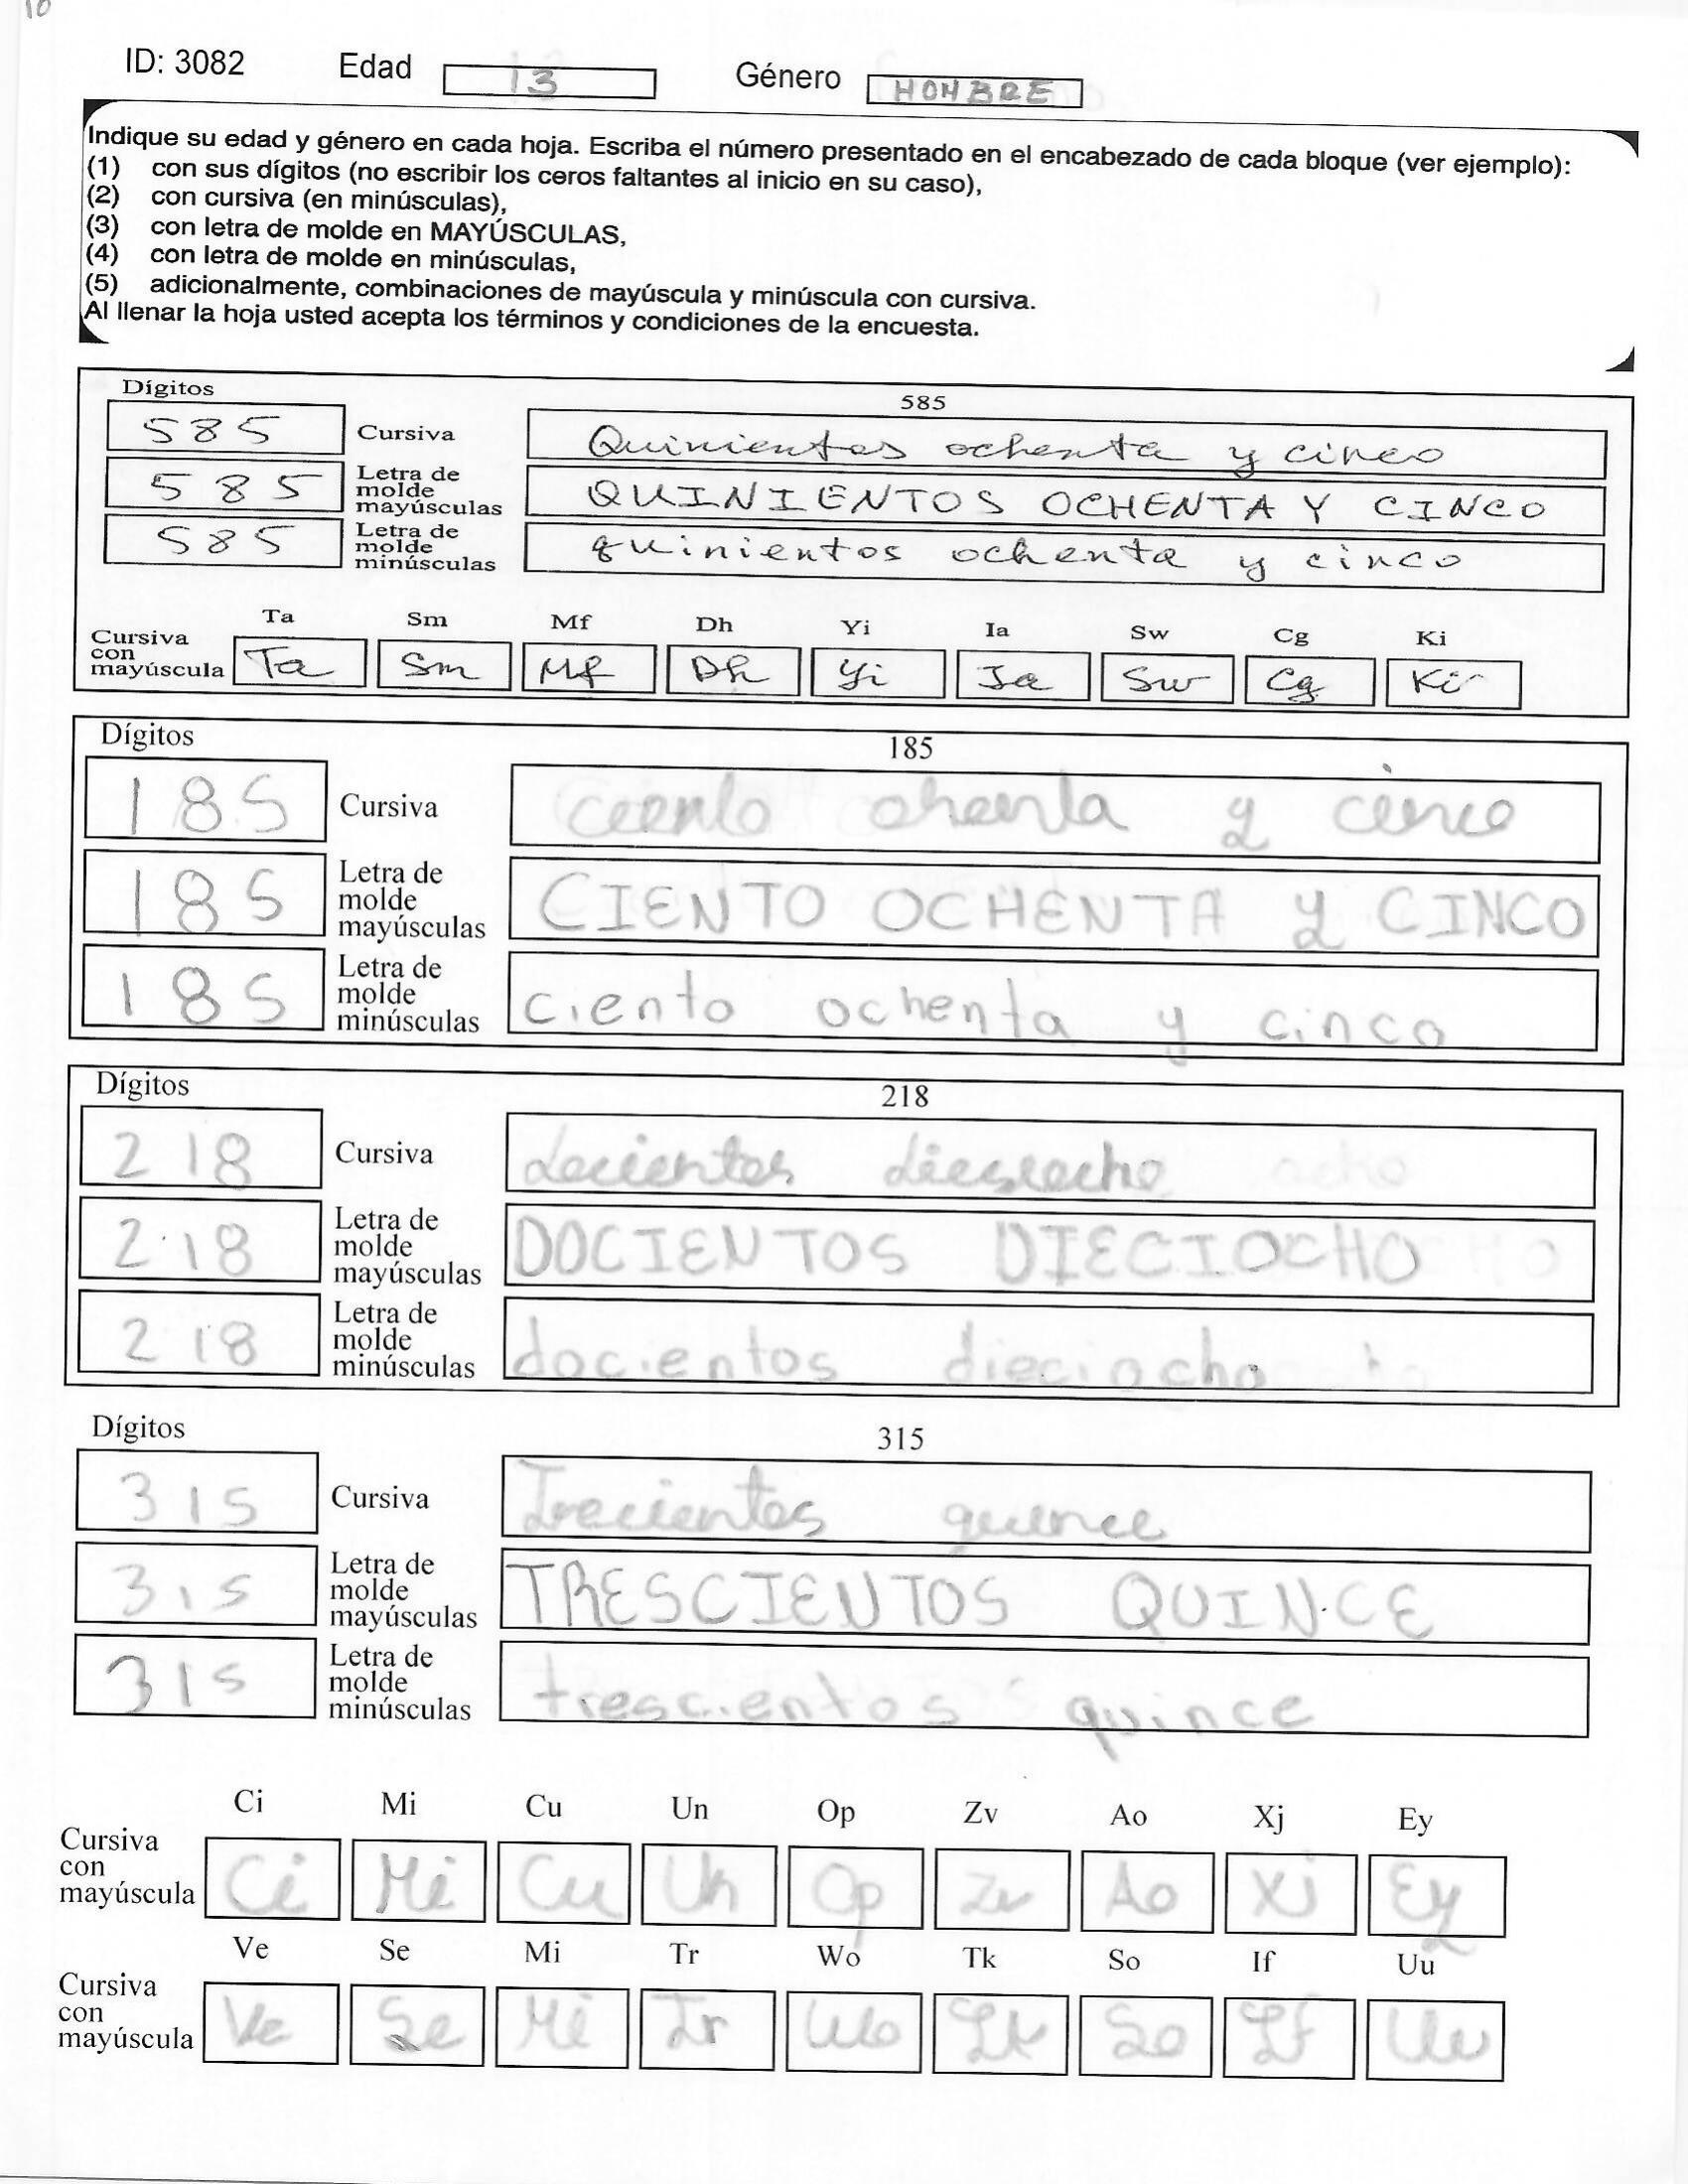 10
ID: 3082 Edad 13 Género HOMBRE
Indique su edad y género en cada hoja. Escriba el número presentado en el encabezado de cada bloque (ver ejemplo):
(1) con sus dígitos (no escribir los ceros faltantes al inicio en su caso),
(2) con cursiva (en minúsculas),
(3) con letra de molde en MAYÚSCULAS,
(4) con letra de molde en minúsculas,
(5) adicionalmente, combinaciones de mayúscula y minúscula con cursiva.
Al llenar la hoja usted acepta los términos y condiciones de la encuesta.
Dígitos 585
585 Cursiva Quinientos ochenta y cinco
585 Letra de molde mayúsculas QUINIENTOS OCHENTA Y CINCO
585 Letra de molde minúsculas quinientos ochenta y cinco
Ta Sm Mf Dh Yi Ia Sw Cg Ki
Cursiva con mayúscula Ta Sm Mf Dh Yi Ia Sw Cg Ki
Dígitos 185
185 Cursiva ciento ohenta y cinco
185 Letra de molde mayúsculas CIENTO OCHENTA y CINCO
185 Letra de molde minúsculas ciento ochenta y cinco
Dígitos 218
218 Cursiva docientos
218 Letra de molde mayúsculas DOCIENTOS DIECIOCHO
218 Letra de molde minúsculas docientos dieciocho
Dígitos 315
315 Cursiva Trecientos quince
315 Letra de molde mayúsculas TRESCIENTOS QUINCE
315 Letra de molde minúsculas trescientos quince
Ci Mi Cu Un Op Zv Ao Xj Ey
Cursiva con mayúscula Ci Mi Cu Un Op Zv Ao Xj Ey
Ve Se Mi Tr Wo Tk So If Uu
Cursiva con mayúscula Ve Se Mi Tr Wo Tk So If Uu